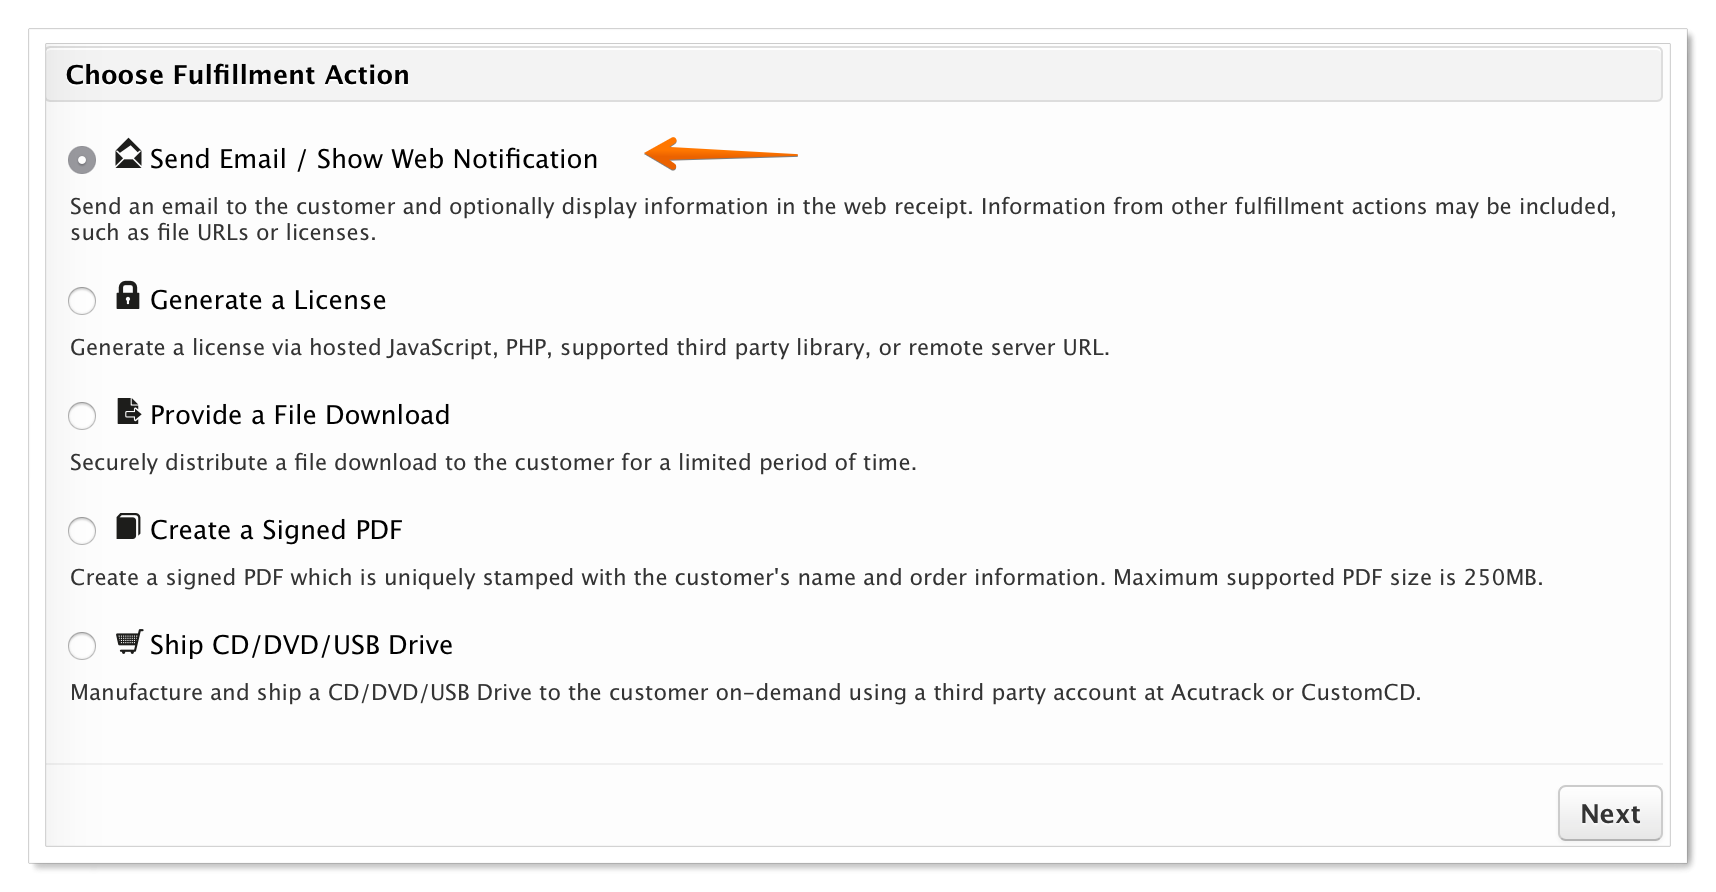 Choose Fulfillment Action
Send Email / Show Web Notification
Send an email to the customer and optionally display information in the web receipt. Information from other fulfillment actions may be included,
such as file URLs or licenses.
Generate a License
Generate a license via hosted JavaScript, PHP, supported third party library, or remote server URL.
Provide a File Download
Securely distribute a file download to the customer for a limited period of time.
Create a Signed PDF
Create a signed PDF which is uniquely stamped with the customer's name and order information. Maximum supported PDF size is 250MB.
Ship CD/DVD/USB Drive
Manufacture and ship a CD/DVD/USB Drive to the customer on-demand using a third party account at Acutrack or CustomCD.
Next